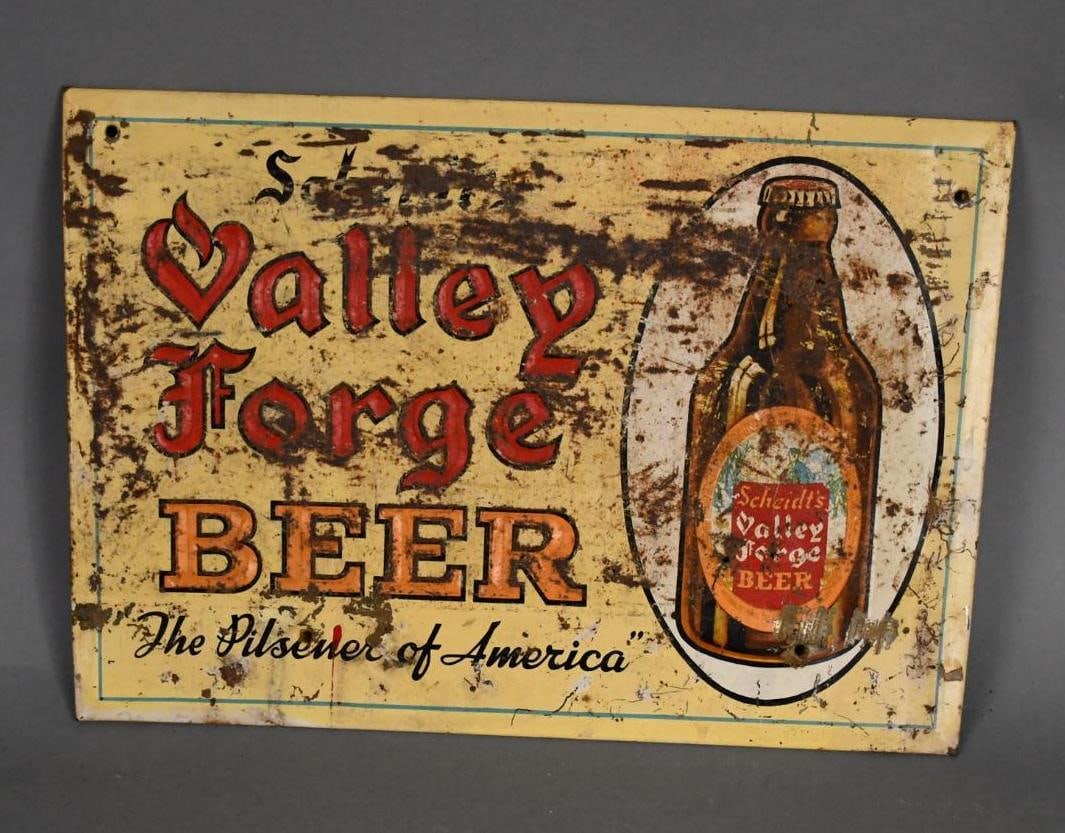 Valley
Forge
BEER
"The Pilsener of America"
Scheidt's
Valley
Forge
BEER